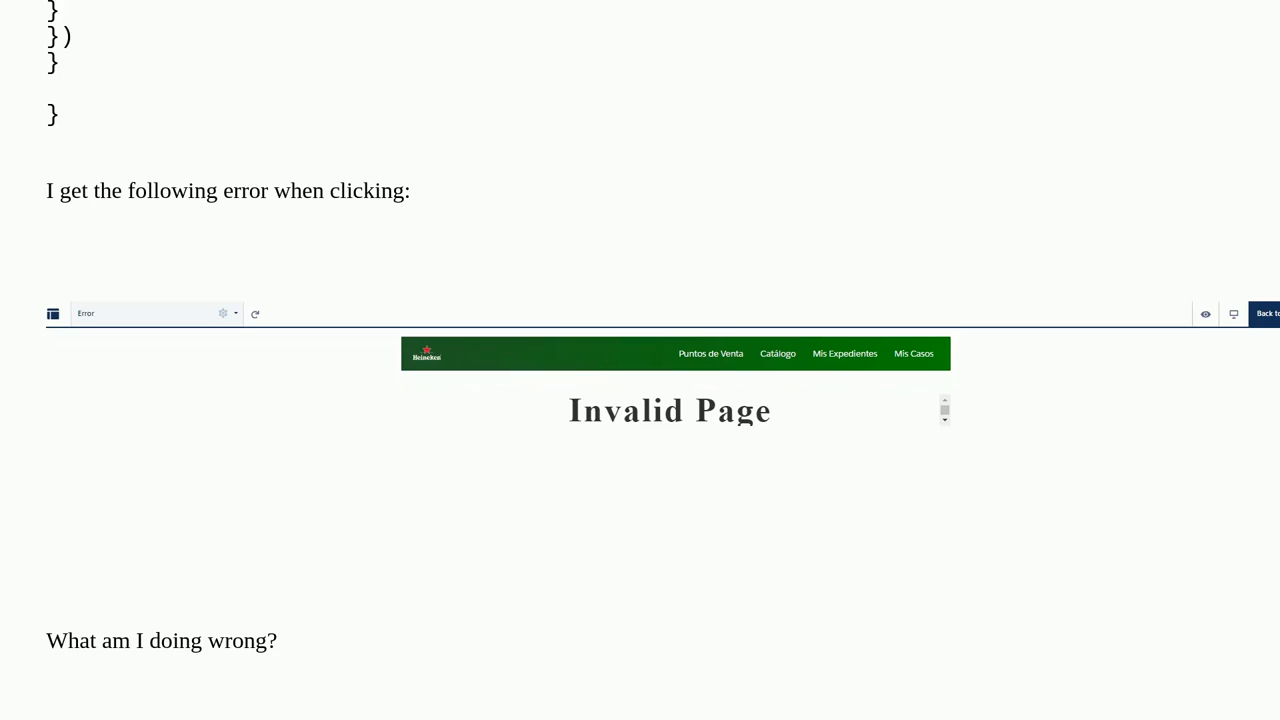 }
})
}
}
I get the following error when clicking:
Error
Back to
Heineken
Puntos de Venta Catálogo Mis Expedientes Mis Casos
Invalid Page
What am I doing wrong?